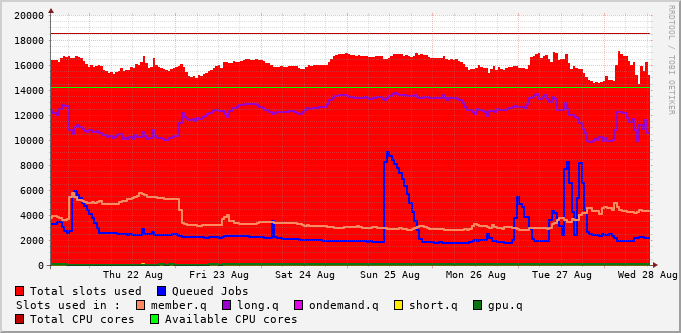 20000
18000
16000
14000
12000
10000
8000
6000
4000
2000
0
Thu 22 Aug Fri 23 Aug Sat 24 Aug Sun 25 Aug Mon 26 Aug Tue 27 Aug Wed 28 Aug
RRDTOOL / TOBI OETIKER
Total slots used Queued Jobs
Slots used in : member.q long.q ondemand.q short.q gpu.q
Total CPU cores Available CPU cores